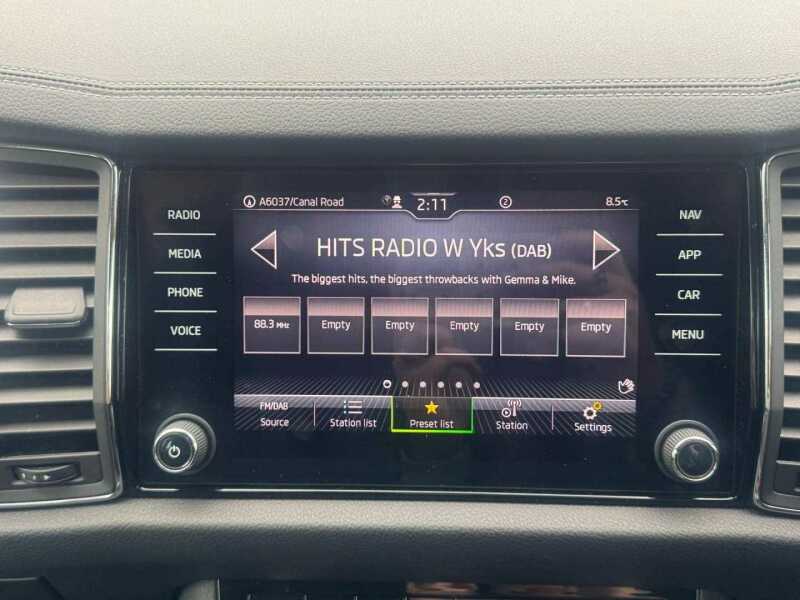 RADIO
MEDIA
PHONE
VOICE
A6037/Canal Road
2:11
2
8.5°C
HITS RADIO W Yks (DAB)
The biggest hits, the biggest throwbacks with Gemma & Mike.
88.3 MHz
Empty
Empty
Empty
Empty
Empty
FM/DAB
Source
Station list
Preset list
Station
Settings
NAV
APP
CAR
MENU